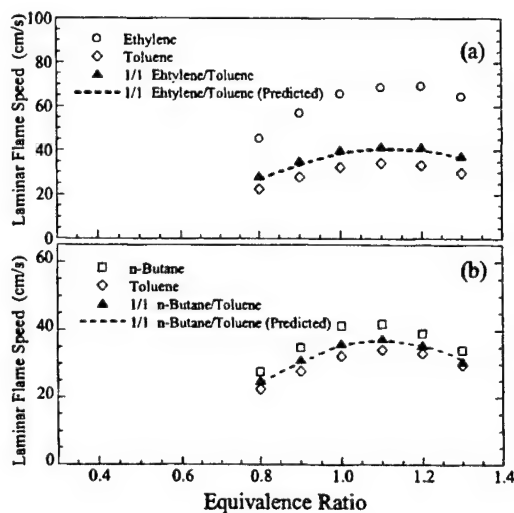 Laminar Flame Speed (cm/s)
100
80
60
40
20
0
Ethylene
Toluene
1/1 Ehtylene/Toluene
1/1 Ehtylene/Toluene (Predicted)
(a)
Laminar Flame Speed (cm/s)
60
40
20
0
n-Butane
Toluene
1/1 n-Butane/Toluene
1/1 n-Butane/Toluene (Predicted)
(b)
0.4 0.6 0.8 1.0 1.2 1.4
Equivalence Ratio